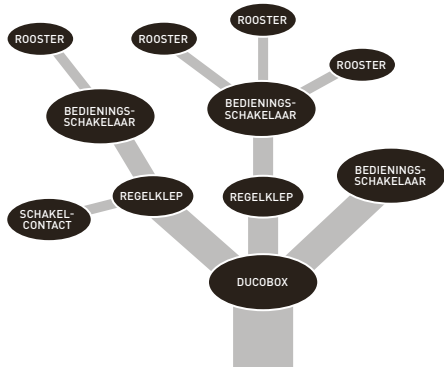 ROOSTER
ROOSTER
ROOSTER
ROOSTER
BEDIENINGS-
SCHAKELAAR
BEDIENINGS-
SCHAKELAAR
BEDIENINGS-
SCHAKELAAR
REGELKLEP
REGELKLEP
SCHAKEL-
CONTACT
DUCOBOX